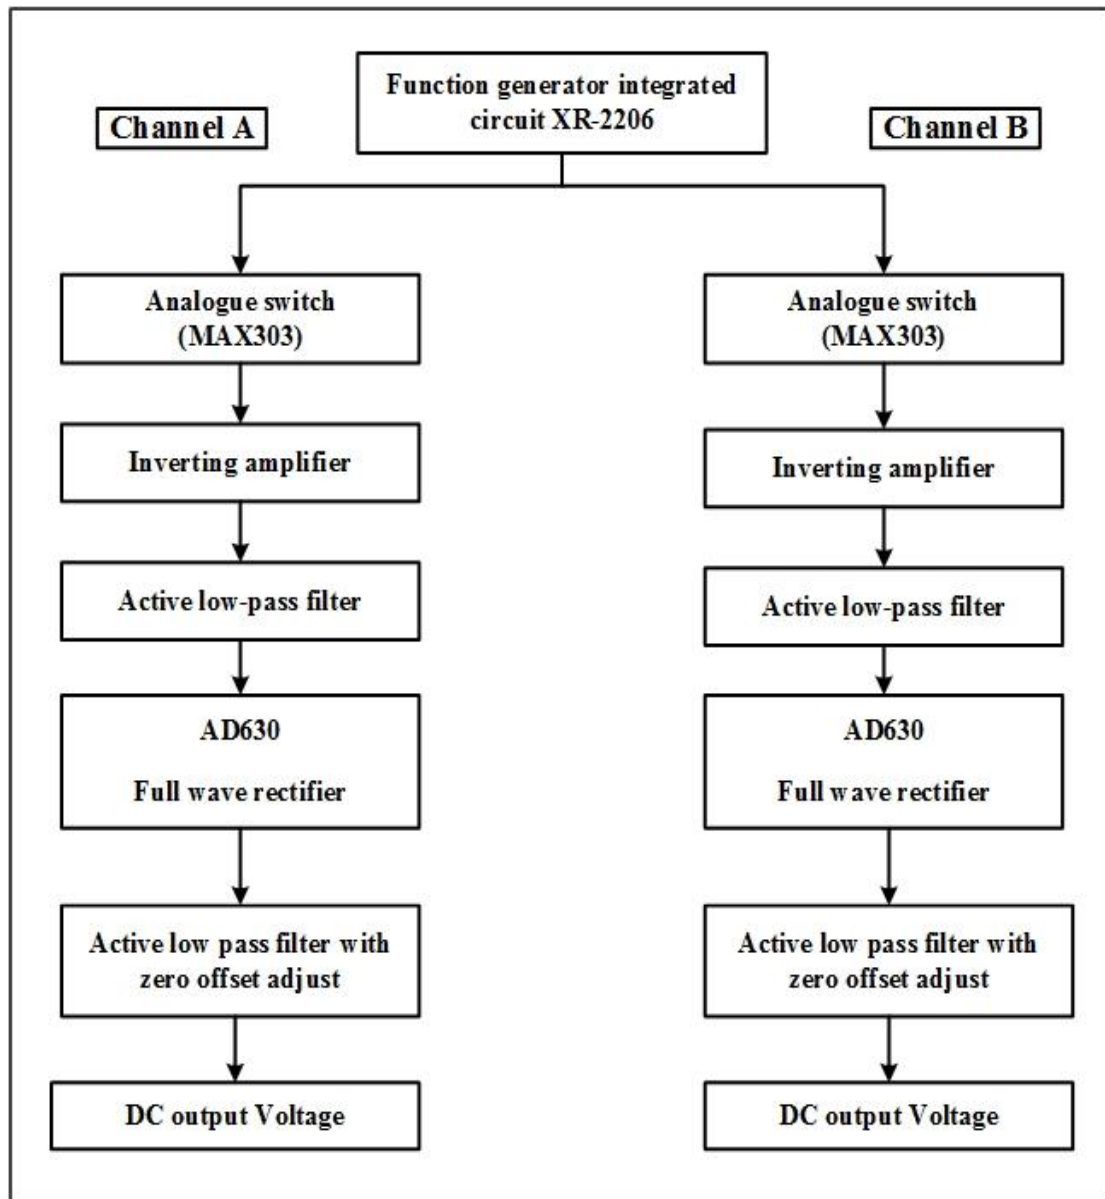 Function generator integrated
circuit XR-2206
Channel A
Channel B
Analogue switch
(MAX303)
Inverting amplifier
Active low-pass filter
AD630
Full wave rectifier
Active low pass filter with
zero offset adjust
DC output Voltage
Analogue switch
(MAX303)
Inverting amplifier
Active low-pass filter
AD630
Full wave rectifier
Active low pass filter with
zero offset adjust
DC output Voltage